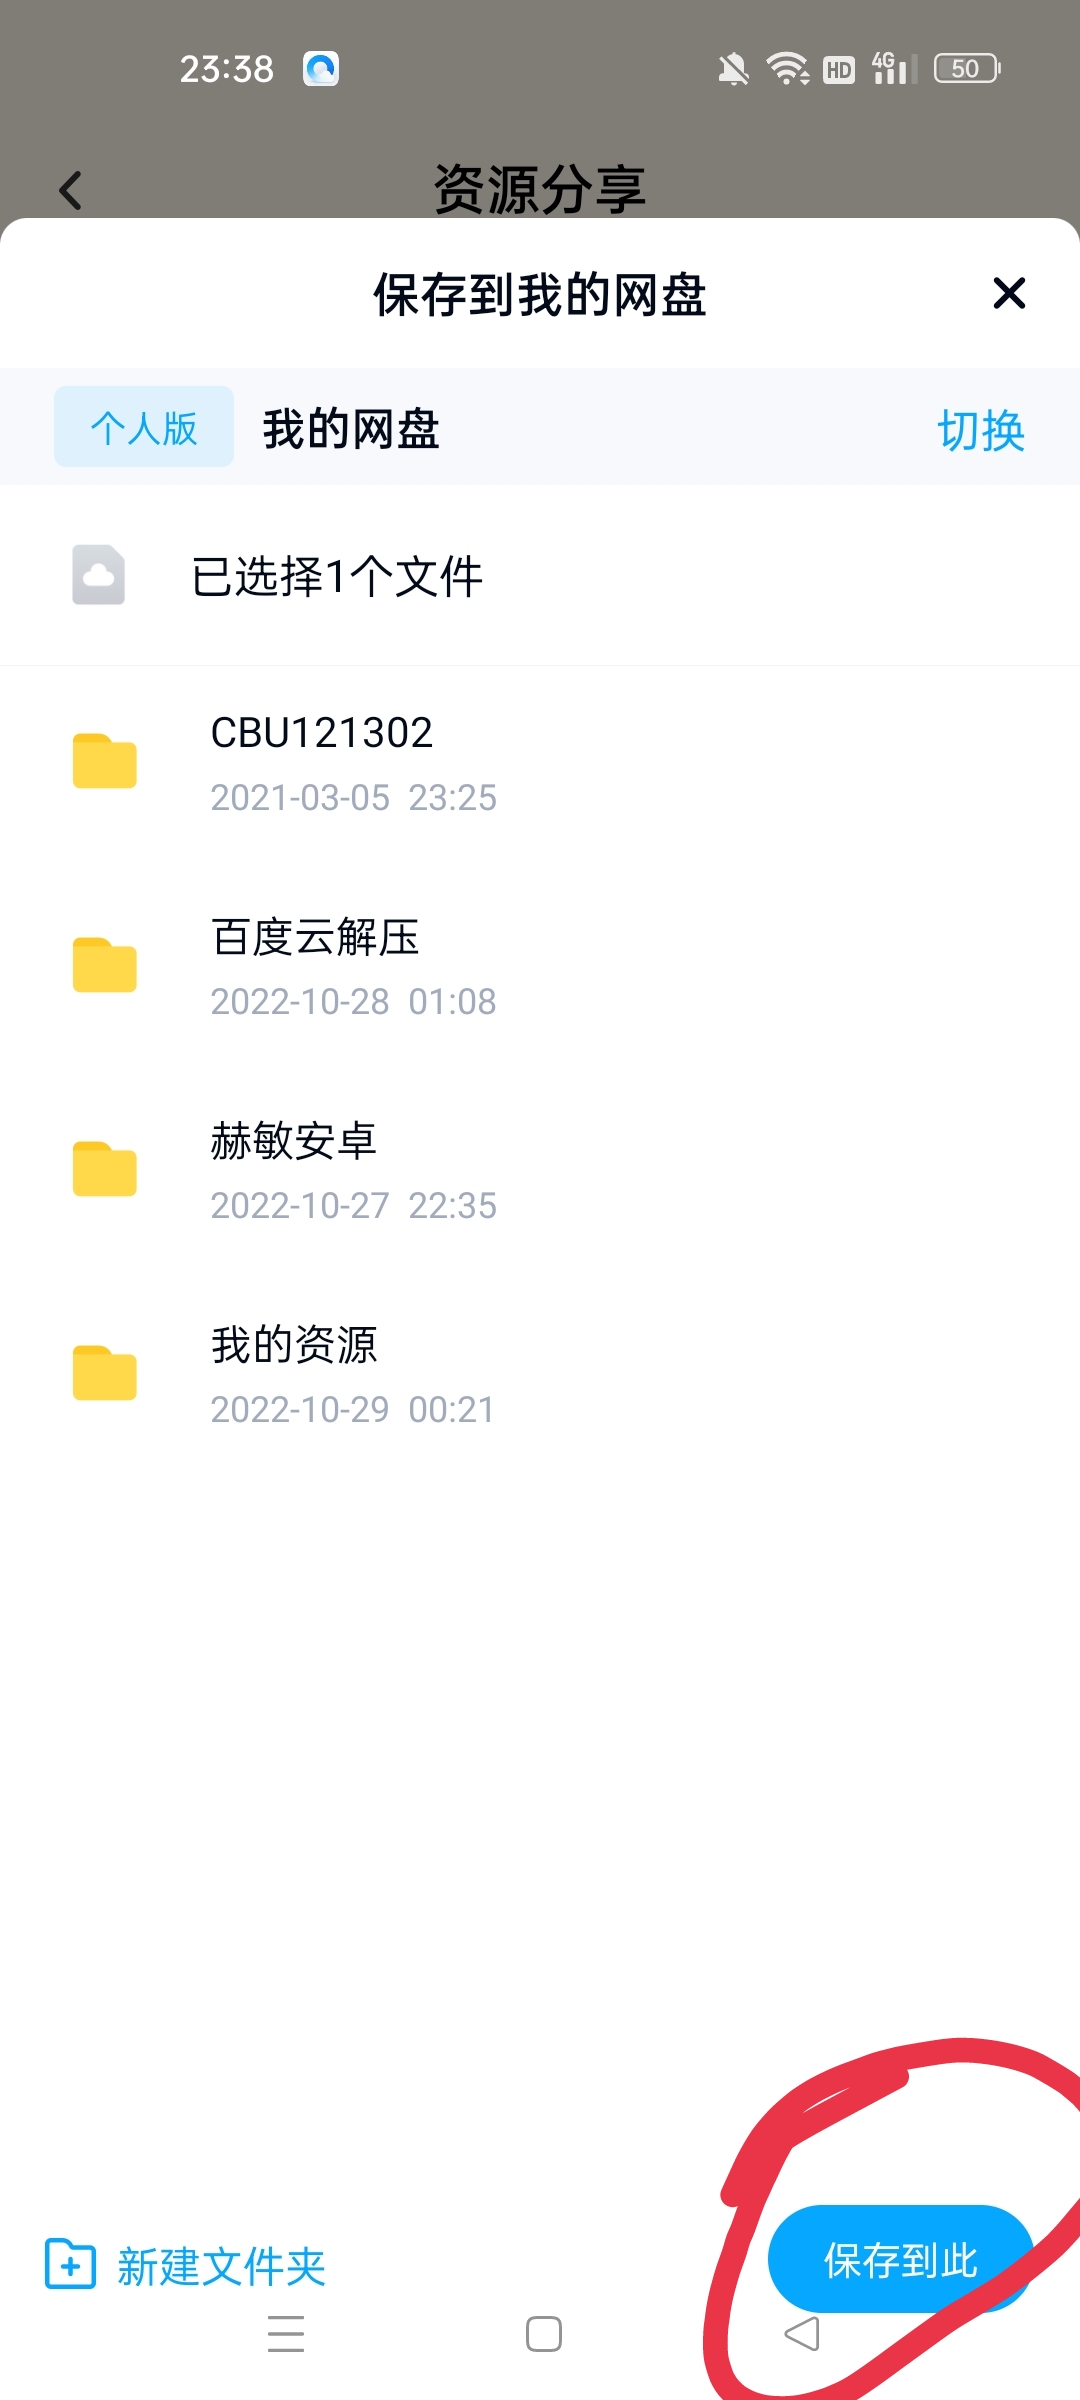 23:38
HD 4G 50
资源分享
保存到我的网盘
个人版 我的网盘 切换
已选择1个文件
CBU121302
2021-03-05 23:25
百度云解压
2022-10-28 01:08
赫敏安卓
2022-10-27 22:35
我的资源
2022-10-29 00:21
新建文件夹 保存到此